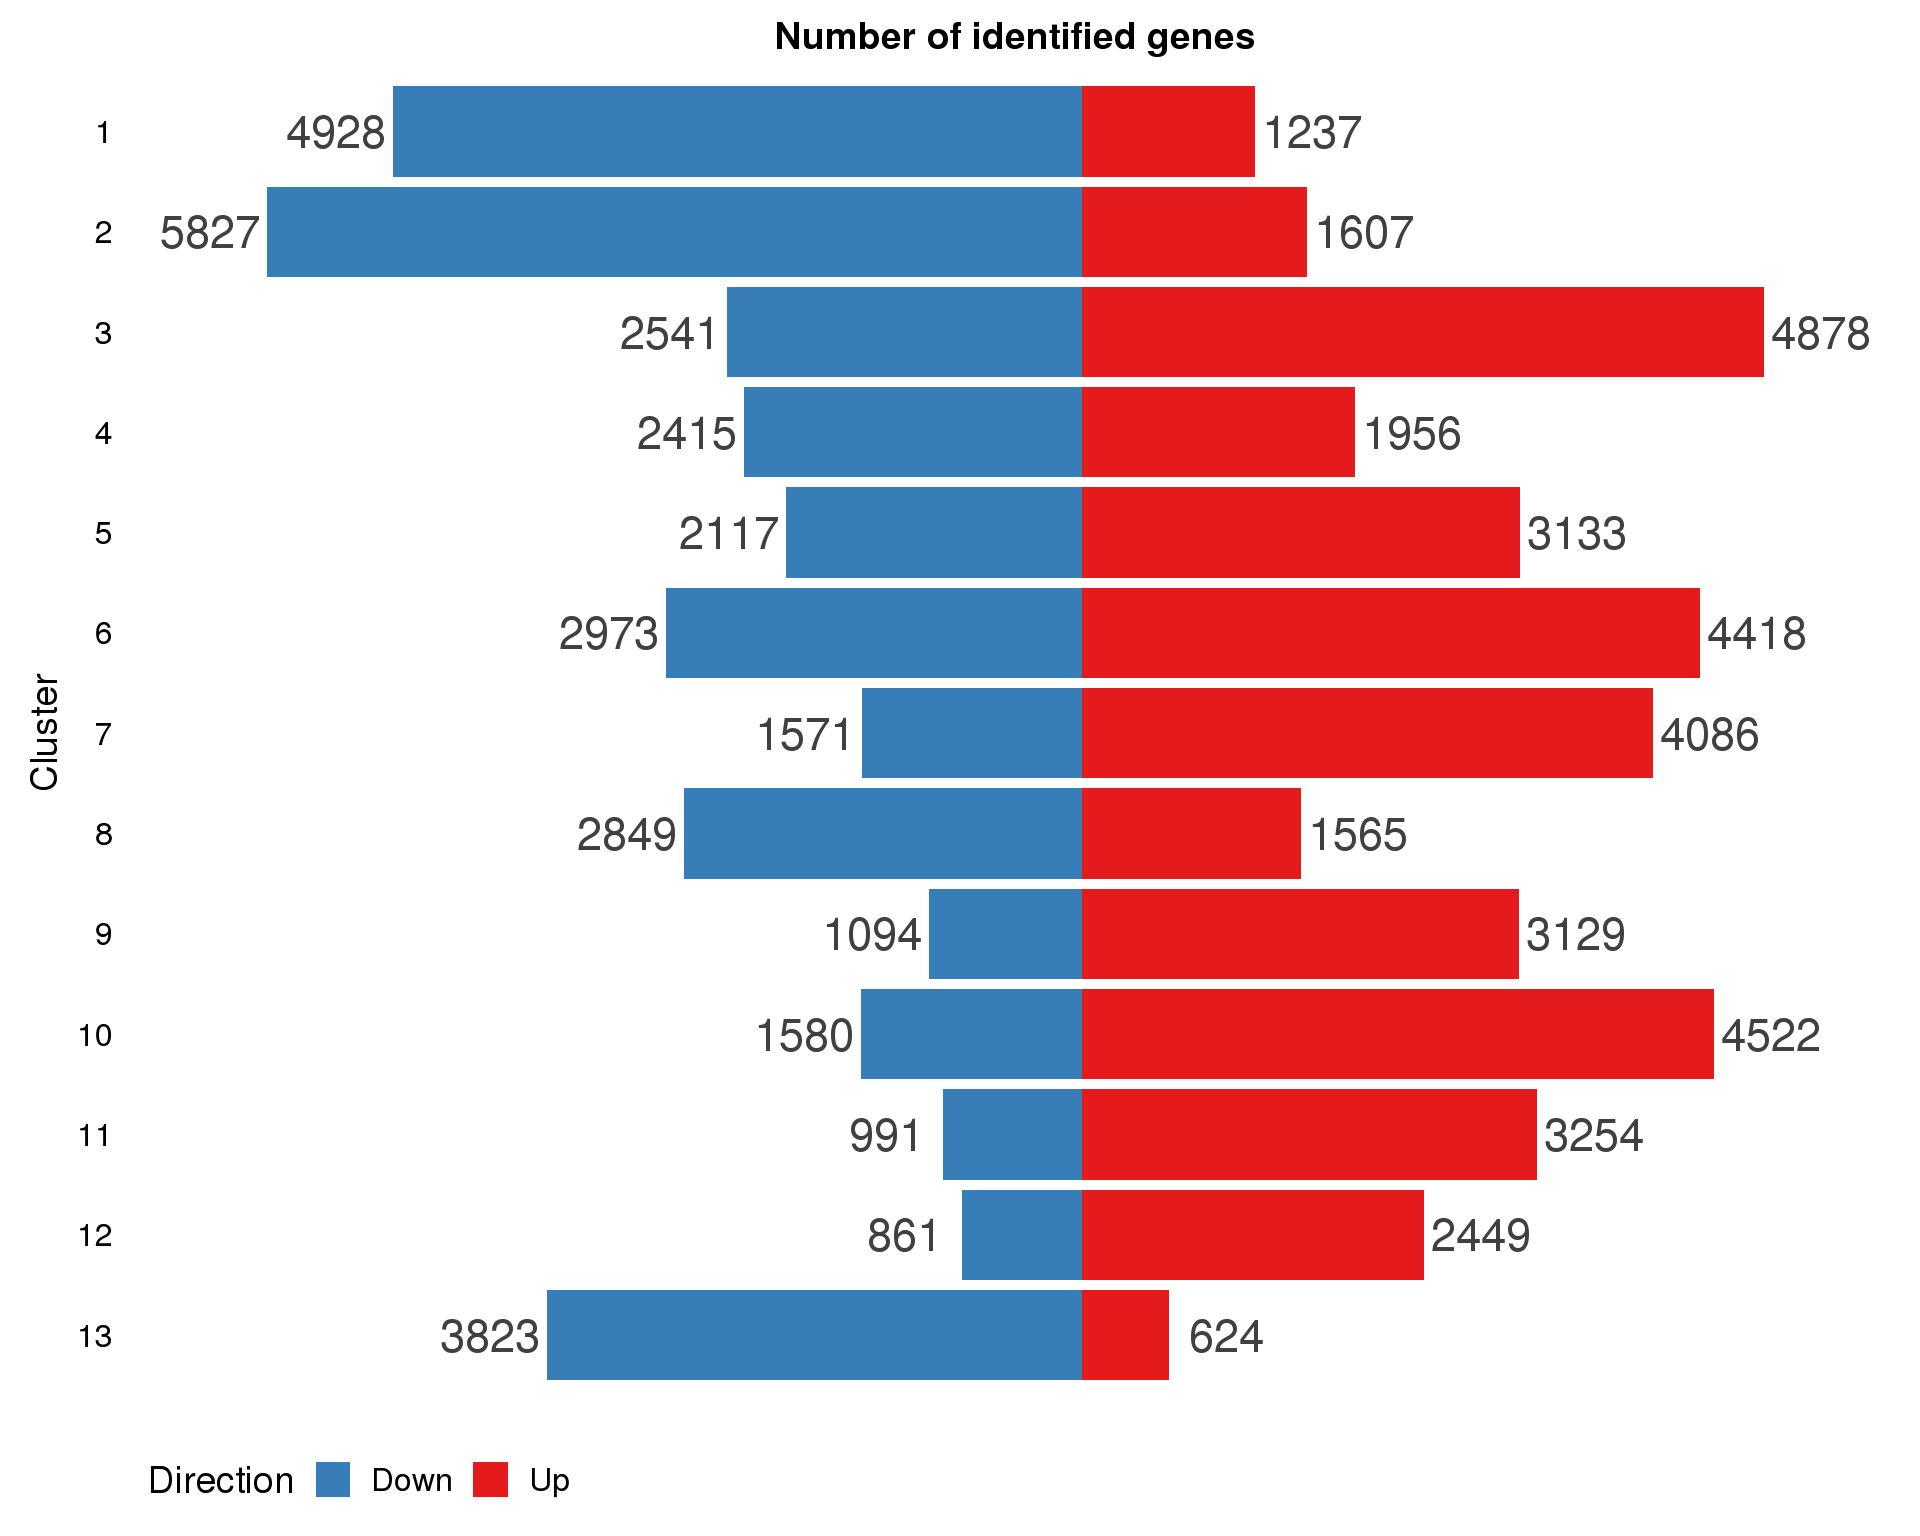 Number of identified genes
1 4928 1237
2 5827 1607
3 2541 4878
4 2415 1956
5 2117 3133
6 2973 4418
Cluster
7 1571 4086
8 2849 1565
9 1094 3129
10 1580 4522
11 991 3254
12 861 2449
13 3823 624
Direction Down Up